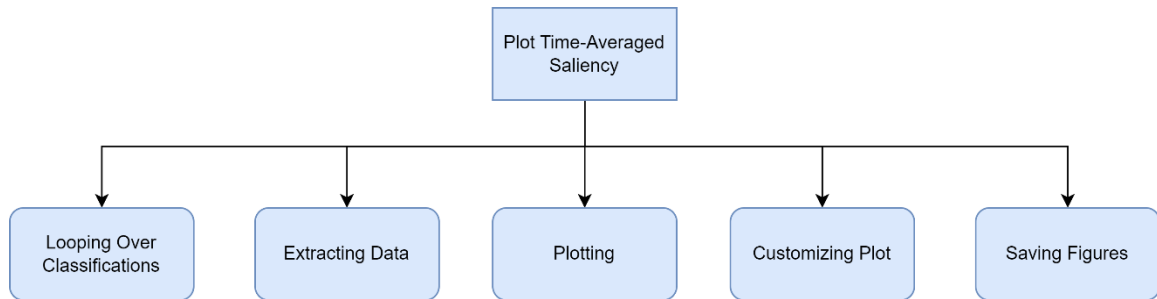 Plot Time-Averaged
Saliency
Looping Over
Classifications
Extracting Data
Plotting
Customizing Plot
Saving Figures